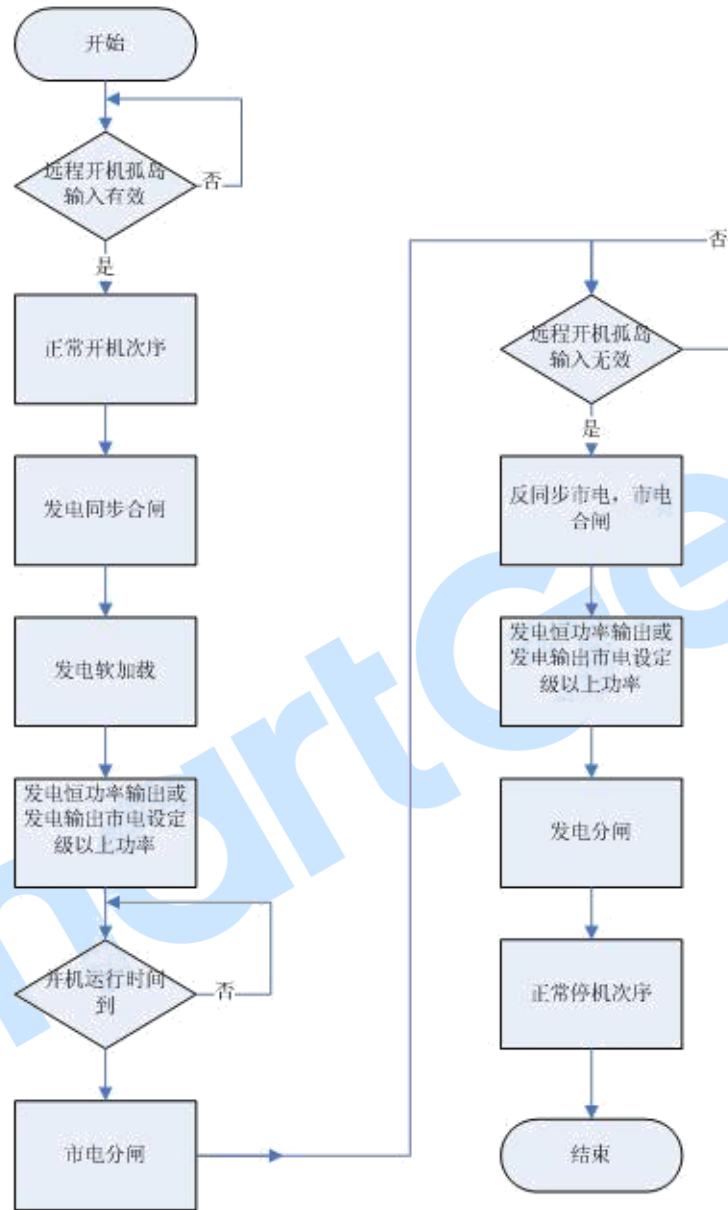 开始
远程开机孤岛
输入有效
否
是
正常开机次序
发电同步合闸
发电软加载
发电恒功率输出或
发电输出市电设定
级以上功率
并机运行时间
到
否
市电分闸
否
远程开机孤岛
输入无效
是
反同步市电，市电
合闸
发电恒功率输出或
发电输出市电设定
级以上功率
发电分闸
正常停机次序
结束